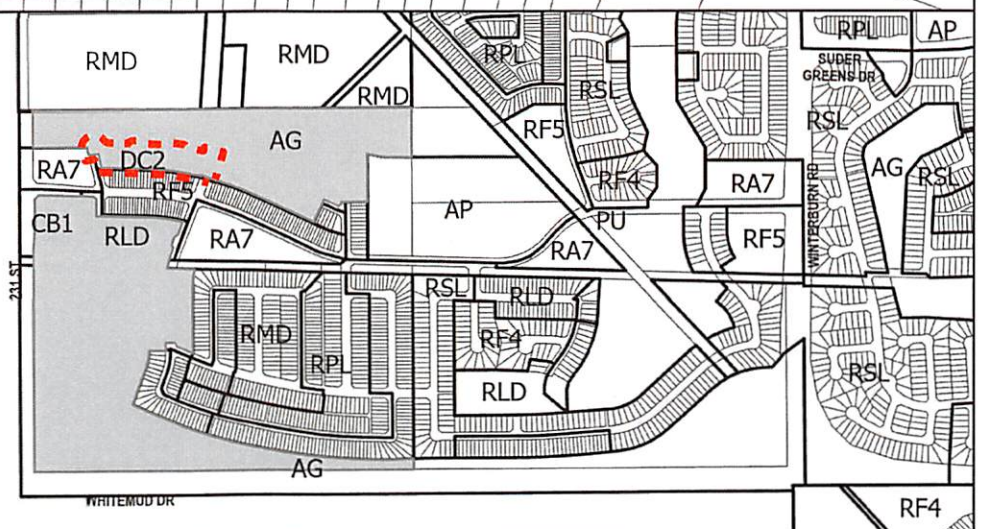 RPL
AP
RMD
RMD
RPL
SUDER
GREENS DR
RSL
RMD
RSL
RF5
AG
DC2
RA7
RF5
AG
RSL
RF4
RA7
AP
CB1
RLD
RA7
PU
RA7
RF5
WINTERBURN RD
231 ST
RSL
RLD
RMD
RF4
RPL
RLD
RSL
AG
WHITEMUD DR
RF4